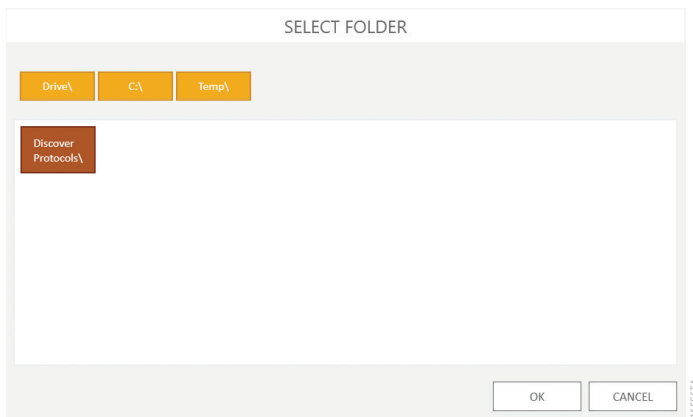 SELECT FOLDER
Drive\ C:\ Temp\
Discover
Protocols\
OK CANCEL